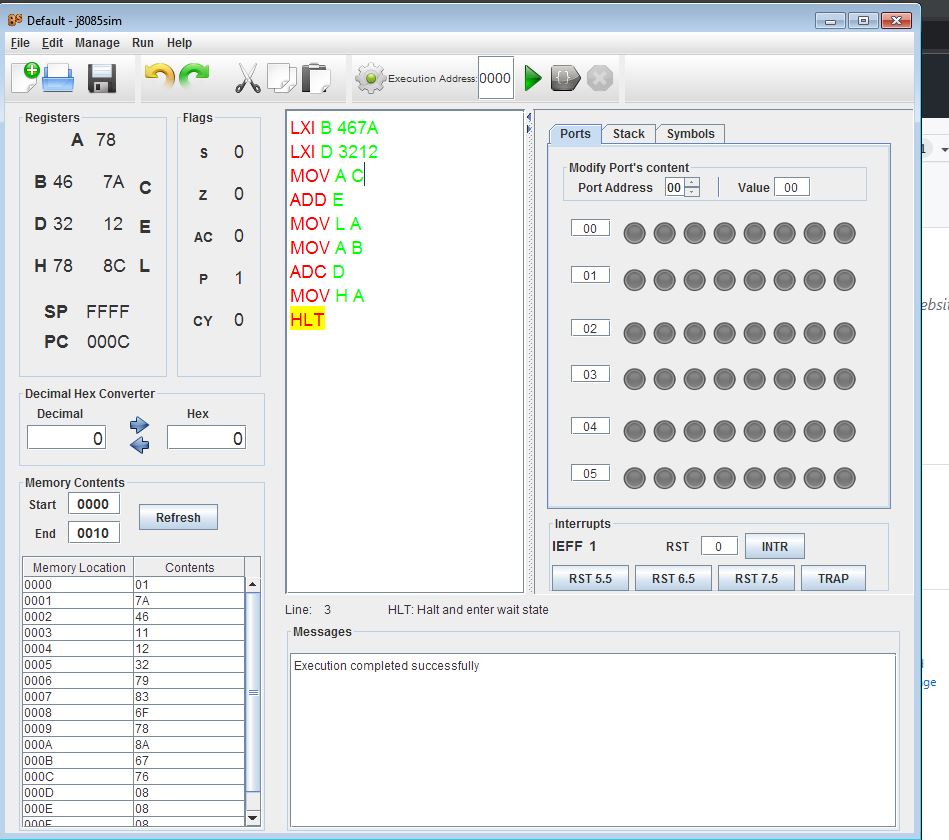 Default - j8085sim
File Edit Manage Run Help
Execution Address: 0000
Registers
A 78
B 46 7A C
D 32 12 E
H 78 8C L
SP FFFF
PC 000C
Flags
S 0
Z 0
AC 0
P 1
CY 0
Decimal Hex Converter
Decimal Hex
0 0
Memory Contents
Start 0000
End 0010
Refresh
Memory Location Contents
0000 01
0001 7A
0002 46
0003 11
0004 12
0005 32
0006 79
0007 83
0008 6F
0009 78
000A 8A
000B 67
000C 76
000D 08
000E 08
000F 08
LXI B 467A
LXI D 3212
MOV A C
ADD E
MOV L A
MOV A B
ADC D
MOV H A
HLT
Ports Stack Symbols
Modify Port's content
Port Address 00 Value 00
00
01
02
03
04
05
Interrupts
IEFF 1 RST 0 INTR
RST 5.5 RST 6.5 RST 7.5 TRAP
Line: 3 HLT: Halt and enter wait state
Messages
Execution completed successfully